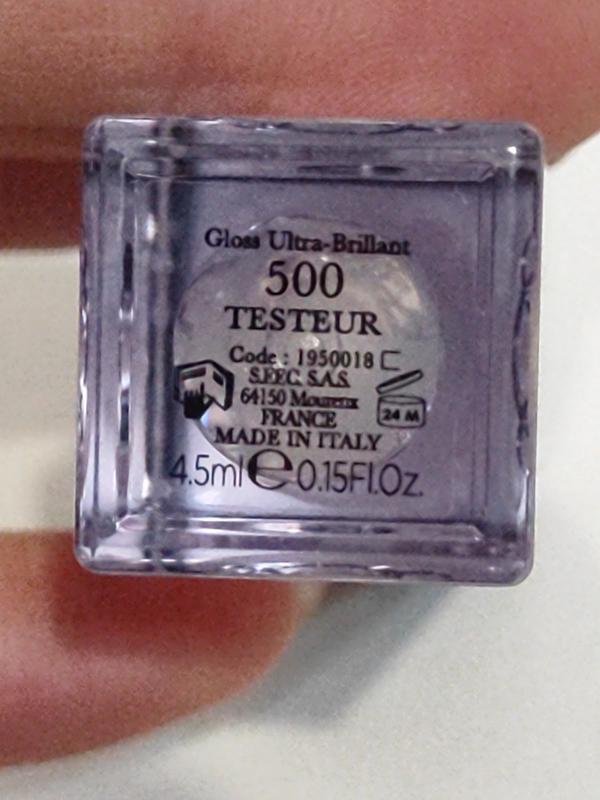 Gloss Ultra-Brillant
500
TESTEUR
Code : 1950018
S.F.F.C. S.A.S.
64150 Mourenx
FRANCE
24 M
MADE IN ITALY
4.5ml ℮ 0.15Fl.Oz.